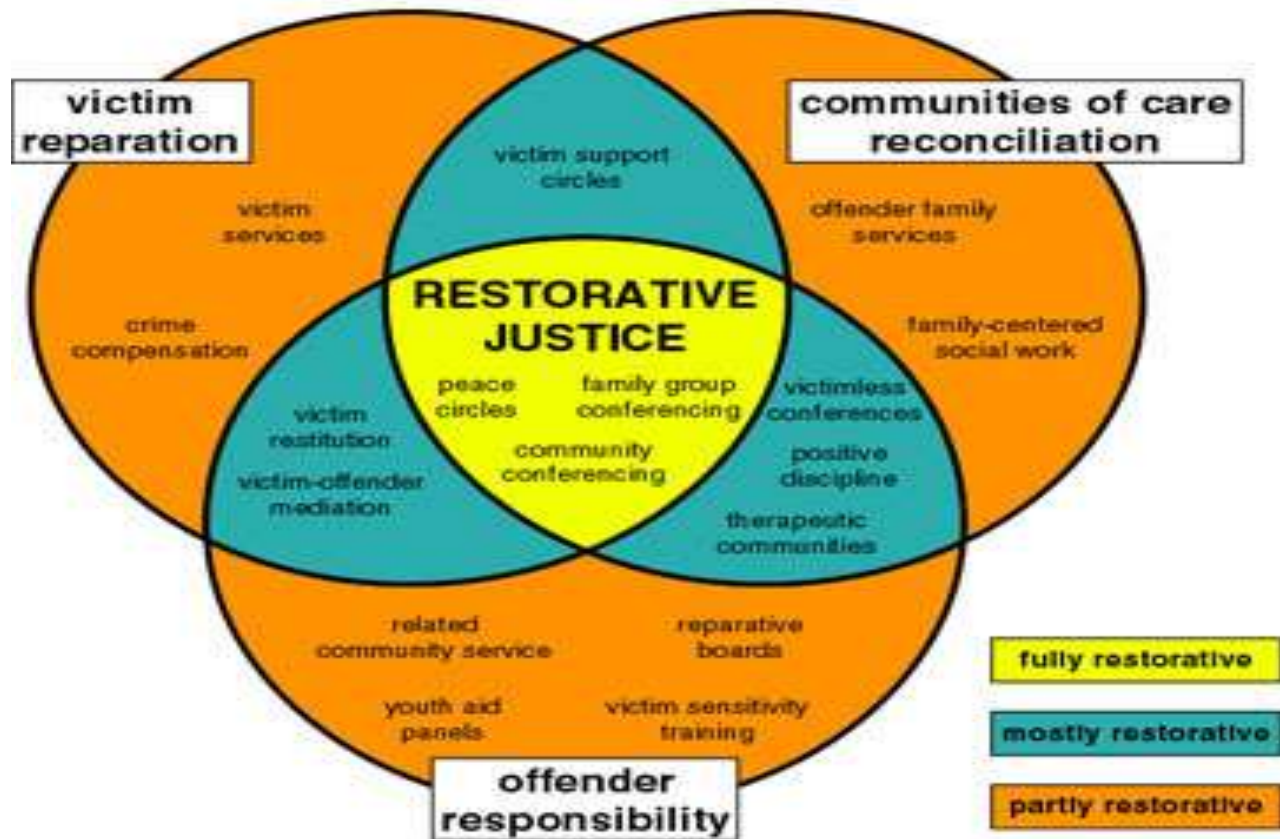 victim
reparation
communities of care
reconciliation
victim support
circles
victim
services
offender family
services
RESTORATIVE
JUSTICE
crime
compensation
family-centered
social work
peace
circles
family group
conferencing
victimless
conferences
victim
restitution
community
conferencing
positive
discipline
victim-offender
mediation
therapeutic
communities
related
community service
reparative
boards
youth aid
panels
victim sensitivity
training
offender
responsibility
fully restorative
mostly restorative
partly restorative